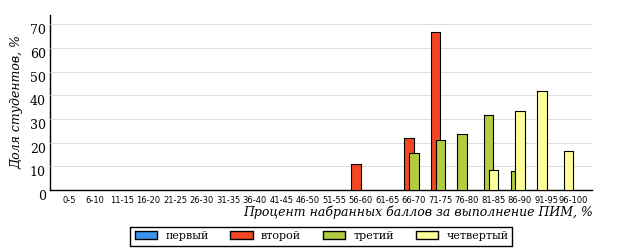 Доля студентов, %
70
60
50
40
30
20
10
0
0-5 6-10 11-15 16-20 21-25 26-30 31-35 36-40 41-45 46-50 51-55 56-60 61-65 66-70 71-75 76-80 81-85 86-90 91-95 96-100
Процент набранных баллов за выполнение ПИМ, %
первый второй третий четвертый